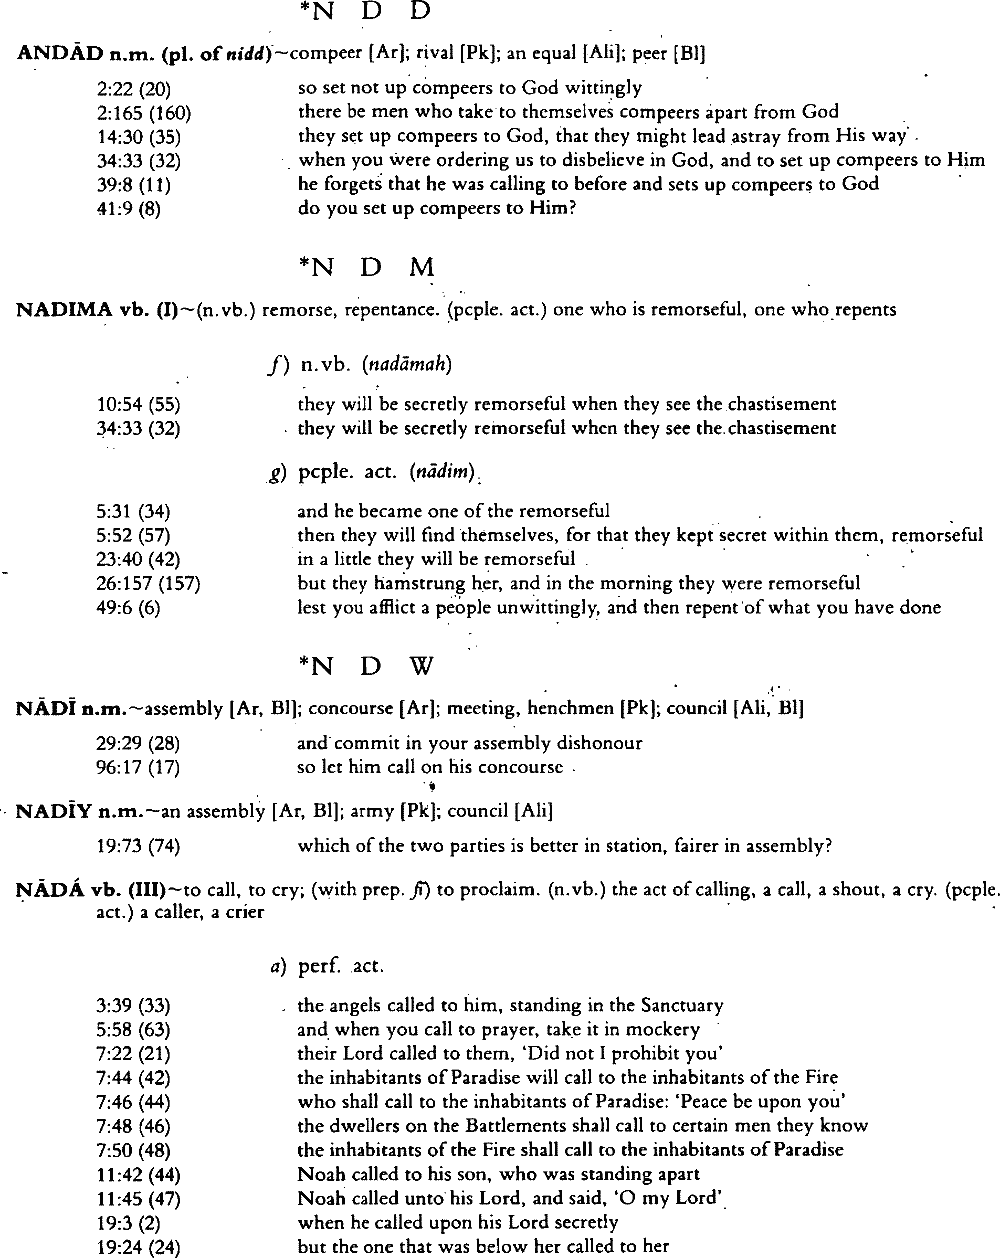 *N D D
ANDĀD n.m. (pl. of nidd)~compeer [Ar]; rival [Pk]; an equal [Ali]; peer [Bl]
2:22 (20) so set not up compeers to God wittingly
2:165 (160) there be men who take to themselves compeers apart from God
14:30 (35) they set up compeers to God, that they might lead astray from His way
34:33 (32) when you were ordering us to disbelieve in God, and to set up compeers to Him
39:8 (11) he forgets that he was calling to before and sets up compeers to God
41:9 (8) do you set up compeers to Him?
*N D M
NADIMA vb. (I)~(n.vb.) remorse, repentance. (pcple. act.) one who is remorseful, one who repents
f) n.vb. (nadāmah)
10:54 (55) they will be secretly remorseful when they see the chastisement
34:33 (32) they will be secretly remorseful when they see the chastisement
g) pcple. act. (nādim)
5:31 (34) and he became one of the remorseful
5:52 (57) then they will find themselves, for that they kept secret within them, remorseful
23:40 (42) in a little they will be remorseful
26:157 (157) but they hamstrung her, and in the morning they were remorseful
49:6 (6) lest you afflict a people unwittingly, and then repent of what you have done
*N D W
NĀDĪ n.m.~assembly [Ar, Bl]; concourse [Ar]; meeting, henchmen [Pk]; council [Ali, Bl]
29:29 (28) and commit in your assembly dishonour
96:17 (17) so let him call on his concourse
NADĪY n.m.~an assembly [Ar, Bl]; army [Pk]; council [Ali]
19:73 (74) which of the two parties is better in station, fairer in assembly?
NĀDÁ vb. (III)~to call, to cry; (with prep. fī) to proclaim. (n.vb.) the act of calling, a call, a shout, a cry. (pcple.
act.) a caller, a crier
a) perf. act.
3:39 (33) the angels called to him, standing in the Sanctuary
5:58 (63) and when you call to prayer, take it in mockery
7:22 (21) their Lord called to them, 'Did not I prohibit you'
7:44 (42) the inhabitants of Paradise will call to the inhabitants of the Fire
7:46 (44) who shall call to the inhabitants of Paradise: 'Peace be upon you'
7:48 (46) the dwellers on the Battlements shall call to certain men they know
7:50 (48) the inhabitants of the Fire shall call to the inhabitants of Paradise
11:42 (44) Noah called to his son, who was standing apart
11:45 (47) Noah called unto his Lord, and said, 'O my Lord'
19:3 (2) when he called upon his Lord secretly
19:24 (24) but the one that was below her called to her